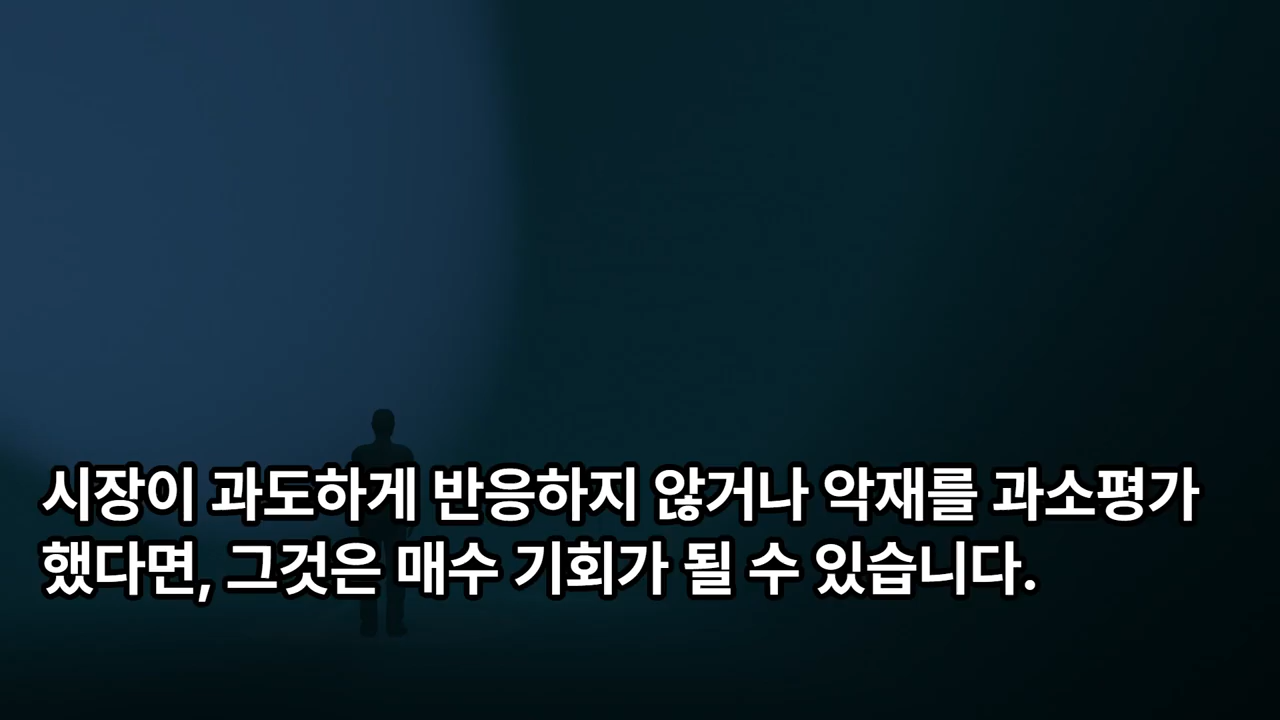 시장이 과도하게 반응하지 않거나 악재를 과소평가
했다면, 그것은 매수 기회가 될 수 있습니다.